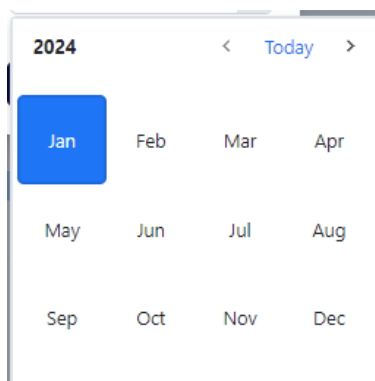 2024 < Today >
Jan Feb Mar Apr
May Jun Jul Aug
Sep Oct Nov Dec